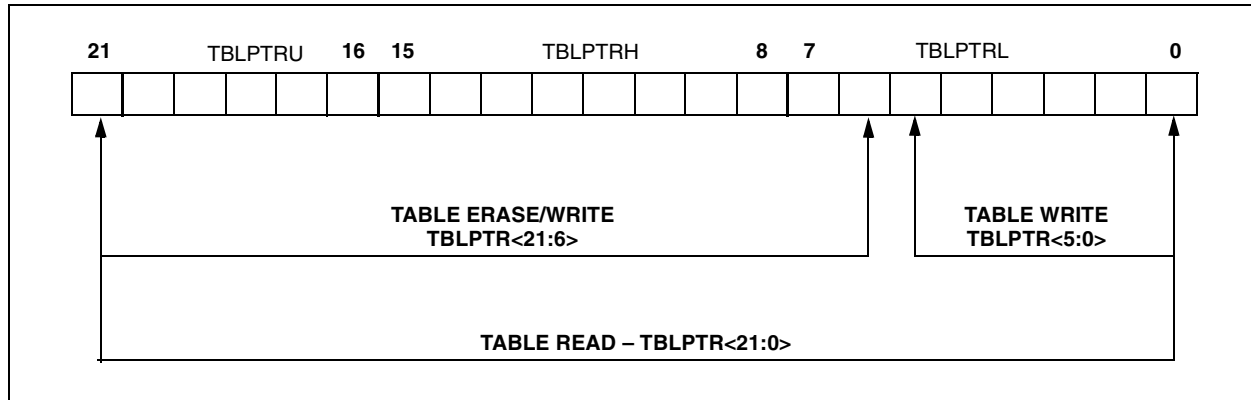 21 TBLPTRU 16 15 TBLPTRH 8 7 TBLPTRL 0
TABLE ERASE/WRITE
TBLPTR<21:6>
TABLE WRITE
TBLPTR<5:0>
TABLE READ – TBLPTR<21:0>